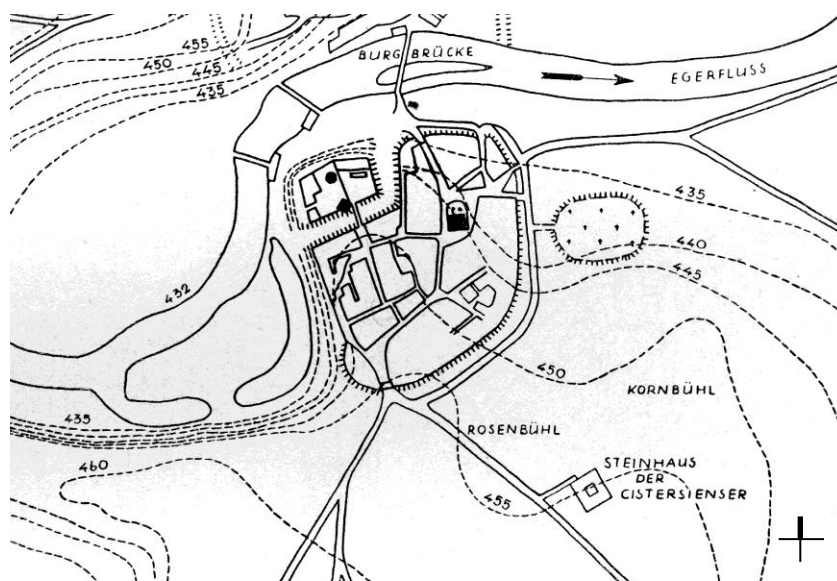 455
450
445
435
BURG BRÜCKE
EGERFLUSS
435
440
445
432
450
KORNBÜHL
435
ROSENBÜHL
460
STEINHAUS
DER
CISTERSIENSER
455